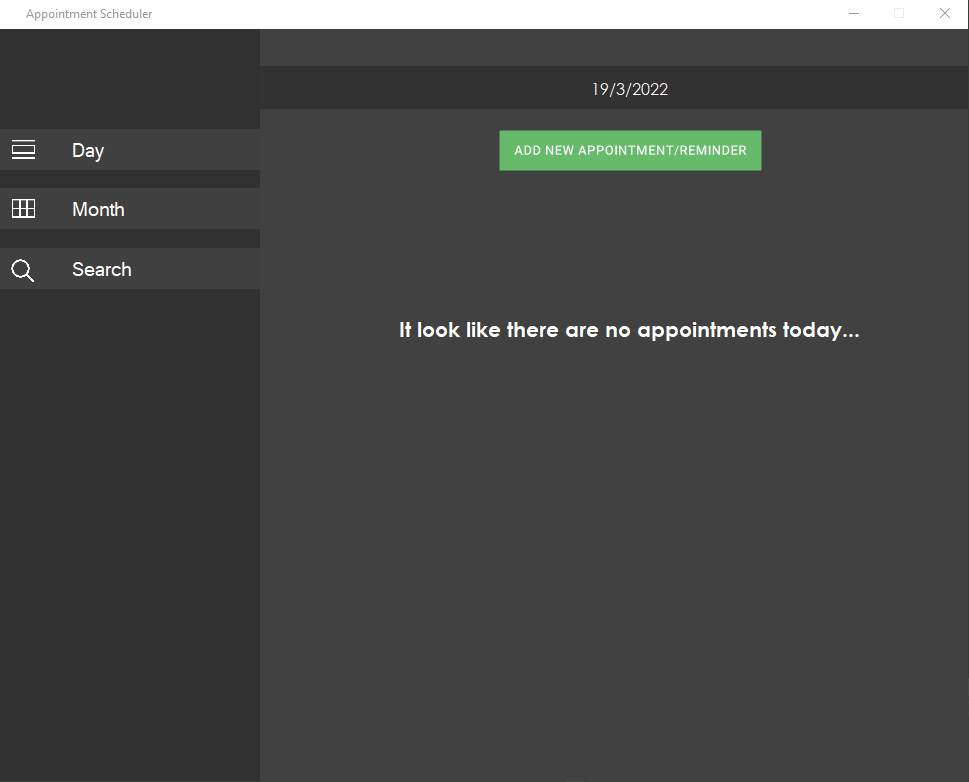 Appointment Scheduler
19/3/2022
Day
ADD NEW APPOINTMENT/REMINDER
Month
Search
It look like there are no appointments today...